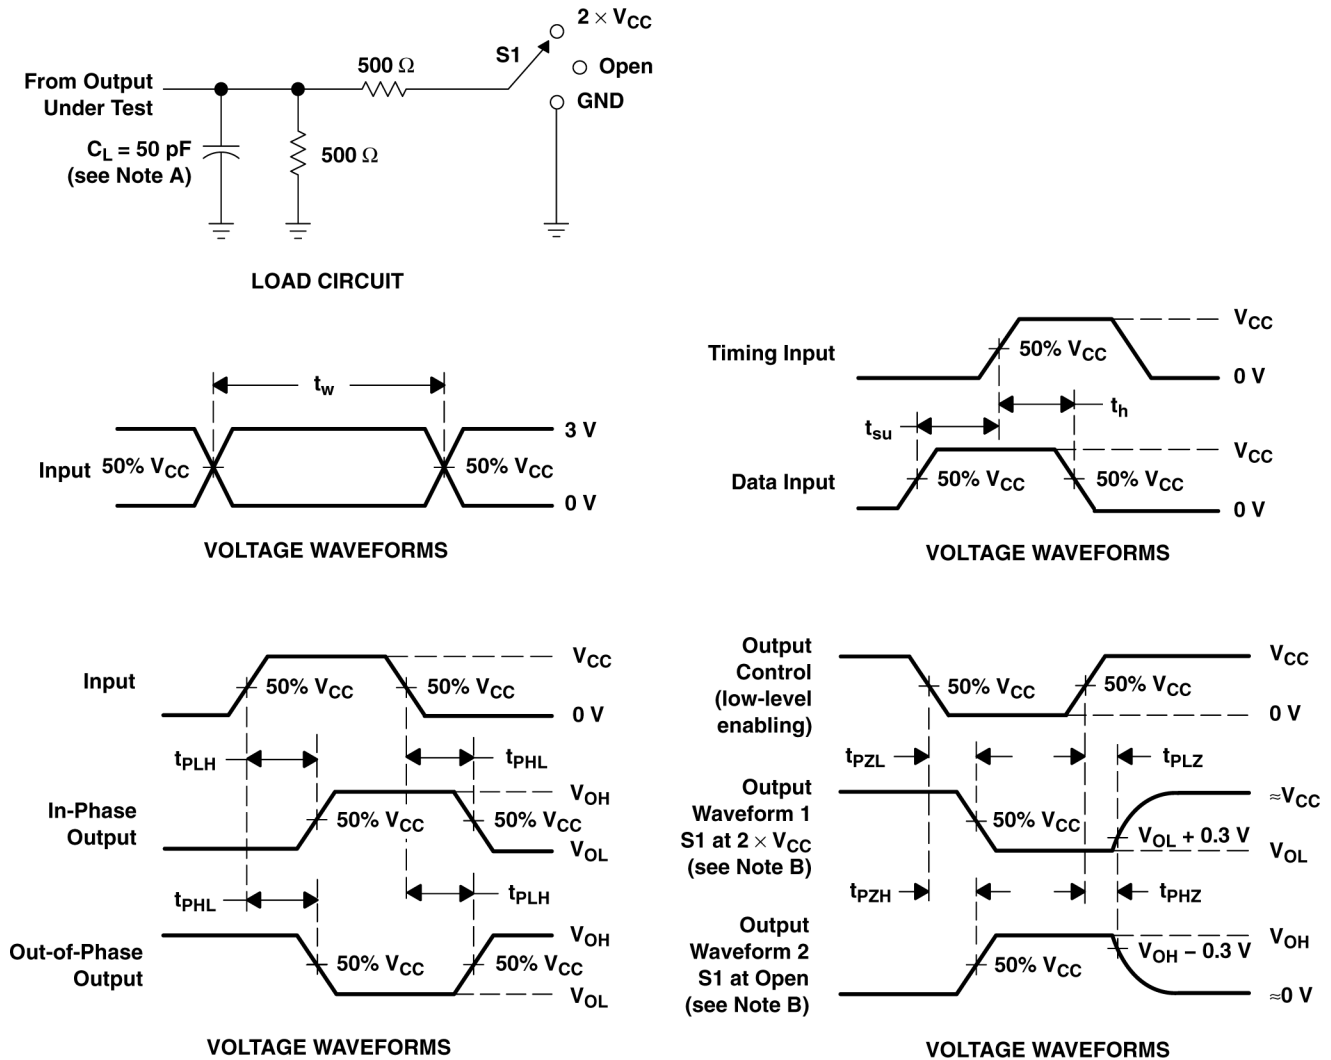 2 × VCC
S1
Open
GND
500 Ω
From Output
Under Test
CL = 50 pF
(see Note A)
500 Ω
LOAD CIRCUIT
tw
Input
50% VCC
50% VCC
3 V
0 V
VOLTAGE WAVEFORMS
Timing Input
50% VCC
VCC
0 V
th
tsu
Data Input
50% VCC
50% VCC
VCC
0 V
VOLTAGE WAVEFORMS
Input
50% VCC
50% VCC
VCC
0 V
tPLH
tPHL
In-Phase
Output
50% VCC
50% VCC
VOH
VOL
tPHL
tPLH
Out-of-Phase
Output
50% VCC
50% VCC
VOH
VOL
VOLTAGE WAVEFORMS
Output
Control
(low-level
enabling)
50% VCC
50% VCC
VCC
0 V
tPZL
tPLZ
Output
Waveform 1
S1 at 2 × VCC
(see Note B)
50% VCC
VOL + 0.3 V
≈VCC
VOL
tPZH
tPHZ
Output
Waveform 2
S1 at Open
(see Note B)
50% VCC
VOH − 0.3 V
VOH
≈0 V
VOLTAGE WAVEFORMS